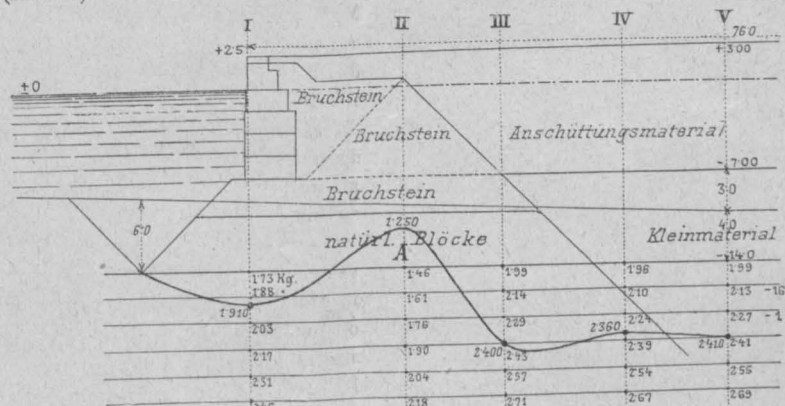 I II III IV V
+2·5
76·0
+3·00
±0
Bruchstein
Bruchstein
Anschüttungsmaterial
-7·00
Bruchstein
3·0
6·0
1·250
4·0
natürl. Blöcke
Kleinmaterial
A
-14·0
1·73 Kg. 1·46 1·99 1·96 1·99
1·88 1·61 2·14 2·10 2·13
1·910
2·03 1·76 2·29 2·24 2·27
2·360
2·17 1·90 2·400 2·43 2·39 2·410 2·41
2·31 2·04 2·57 2·54 2·55
2·18 2·71 2·67 2·69